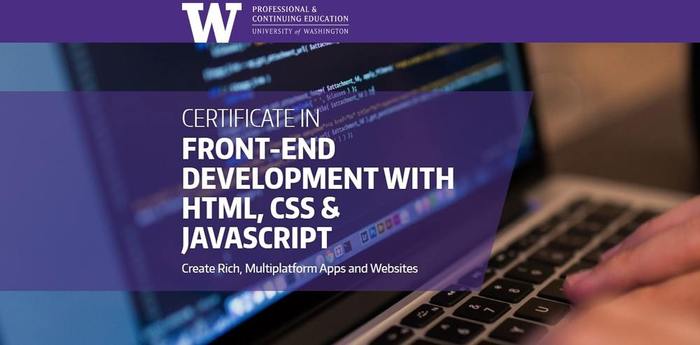 W
PROFESSIONAL &
CONTINUING EDUCATION
UNIVERSITY of WASHINGTON
CERTIFICATE IN
FRONT-END
DEVELOPMENT WITH
HTML, CSS &
JAVASCRIPT
Create Rich, Multiplatform Apps and Websites